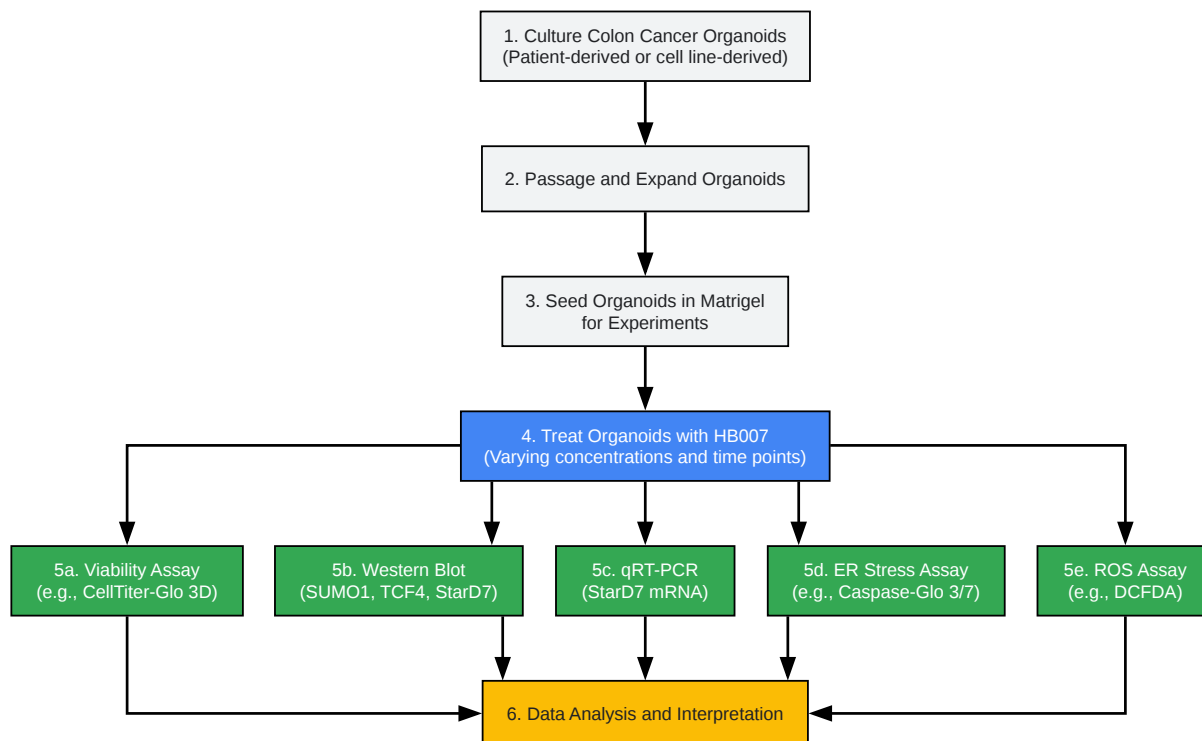 1. Culture Colon Cancer Organoids
(Patient-derived or cell line-derived)
2. Passage and Expand Organoids
3. Seed Organoids in Matrigel
for Experiments
4. Treat Organoids with HB007
(Varying concentrations and time points)
5a. Viability Assay
(e.g., CellTiter-Glo 3D)
5b. Western Blot
(SUMO1, TCF4, StarD7)
5c. qRT-PCR
(StarD7 mRNA)
5d. ER Stress Assay
(e.g., Caspase-Glo 3/7)
5e. ROS Assay
(e.g., DCFDA)
6. Data Analysis and Interpretation